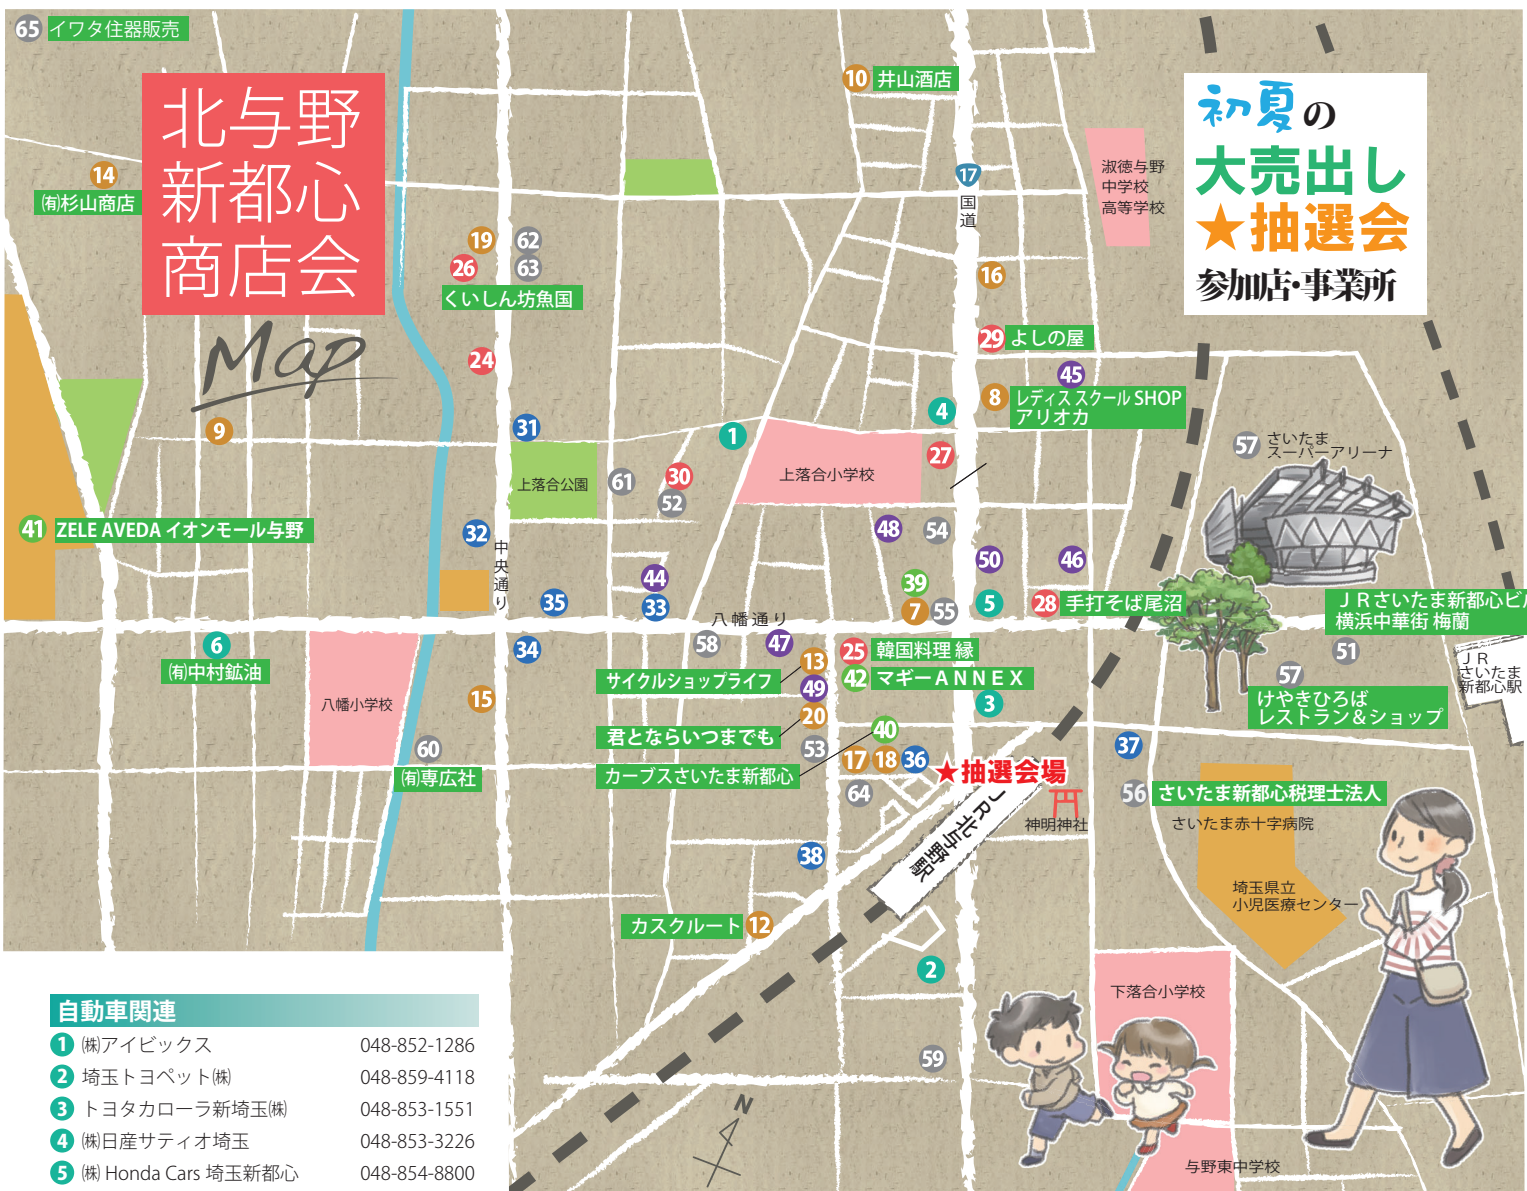 65 イワタ住器販売
北与野
新都心
商店会
Map
初夏の
大売出し
★抽選会
参加店・事業所
10 井山酒店
14
㈲杉山商店
17
国道
淑徳与野
中学校
高等学校
19 62
26 63
くいしん坊魚国
16
29 よしの屋
24
45
8 レディス スクール SHOP
アリオカ
4
9
31
1
27
57 さいたま
スーパーアリーナ
上落合公園
61
30
52
上落合小学校
41 ZELE AVEDA イオンモール与野
32
中央通り
48 54
50 46
44
39
35
33
八幡通り
7 55
5
28 手打そば尾沼
JRさいたま新都心ビル
横浜中華街 梅蘭
6
㈲中村鉱油
34
58
47
13
25 韓国料理 縁
51
JR
さいたま
新都心駅
サイクルショップライフ
49
42 マギーANNEX
57
けやきひろば
レストラン＆ショップ
八幡小学校
15
3
20
君とならいつまでも
40
60
㈲専広社
53
カーブスさいたま新都心
17 18 36
37
★抽選会場
64
56 さいたま新都心税理士法人
神明神社
さいたま赤十字病院
JR北与野駅
38
埼玉県立
小児医療センター
カスクルート 12
2
下落合小学校
59
N
与野東中学校
自動車関連
1 ㈱アイビックス 048-852-1286
2 埼玉トヨペット㈱ 048-859-4118
3 トヨタカローラ新埼玉㈱ 048-853-1551
4 ㈱日産サティオ埼玉 048-853-3226
5 ㈱ Honda Cars 埼玉新都心 048-854-8800